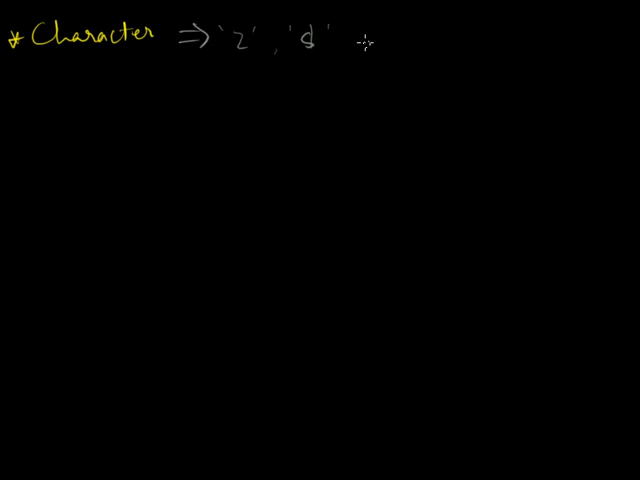 * Character ⇒ 'z', 'd'